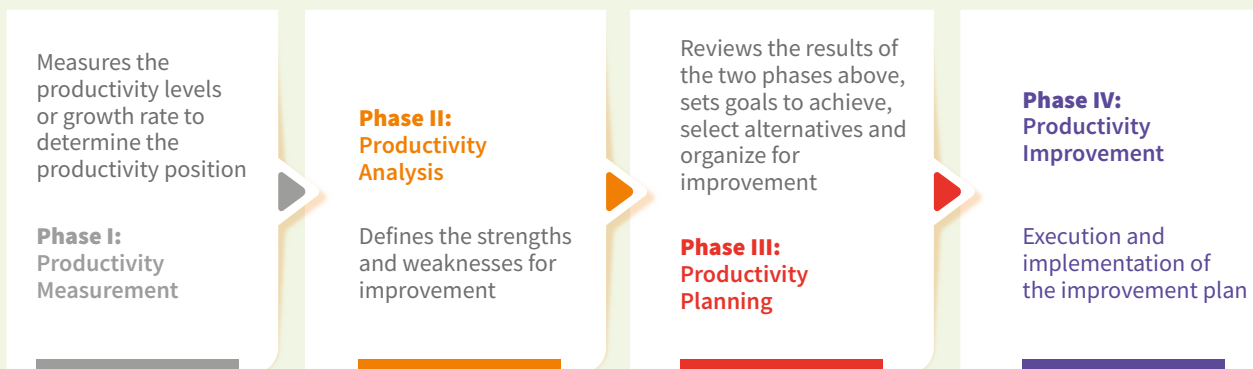 Measures the
productivity levels
or growth rate to
determine the
productivity position
Phase I:
Productivity
Measurement
Phase II:
Productivity
Analysis
Defines the strengths
and weaknesses for
improvement
Reviews the results of
the two phases above,
sets goals to achieve,
select alternatives and
organize for
improvement
Phase III:
Productivity
Planning
Phase IV:
Productivity
Improvement
Execution and
implementation of
the improvement plan